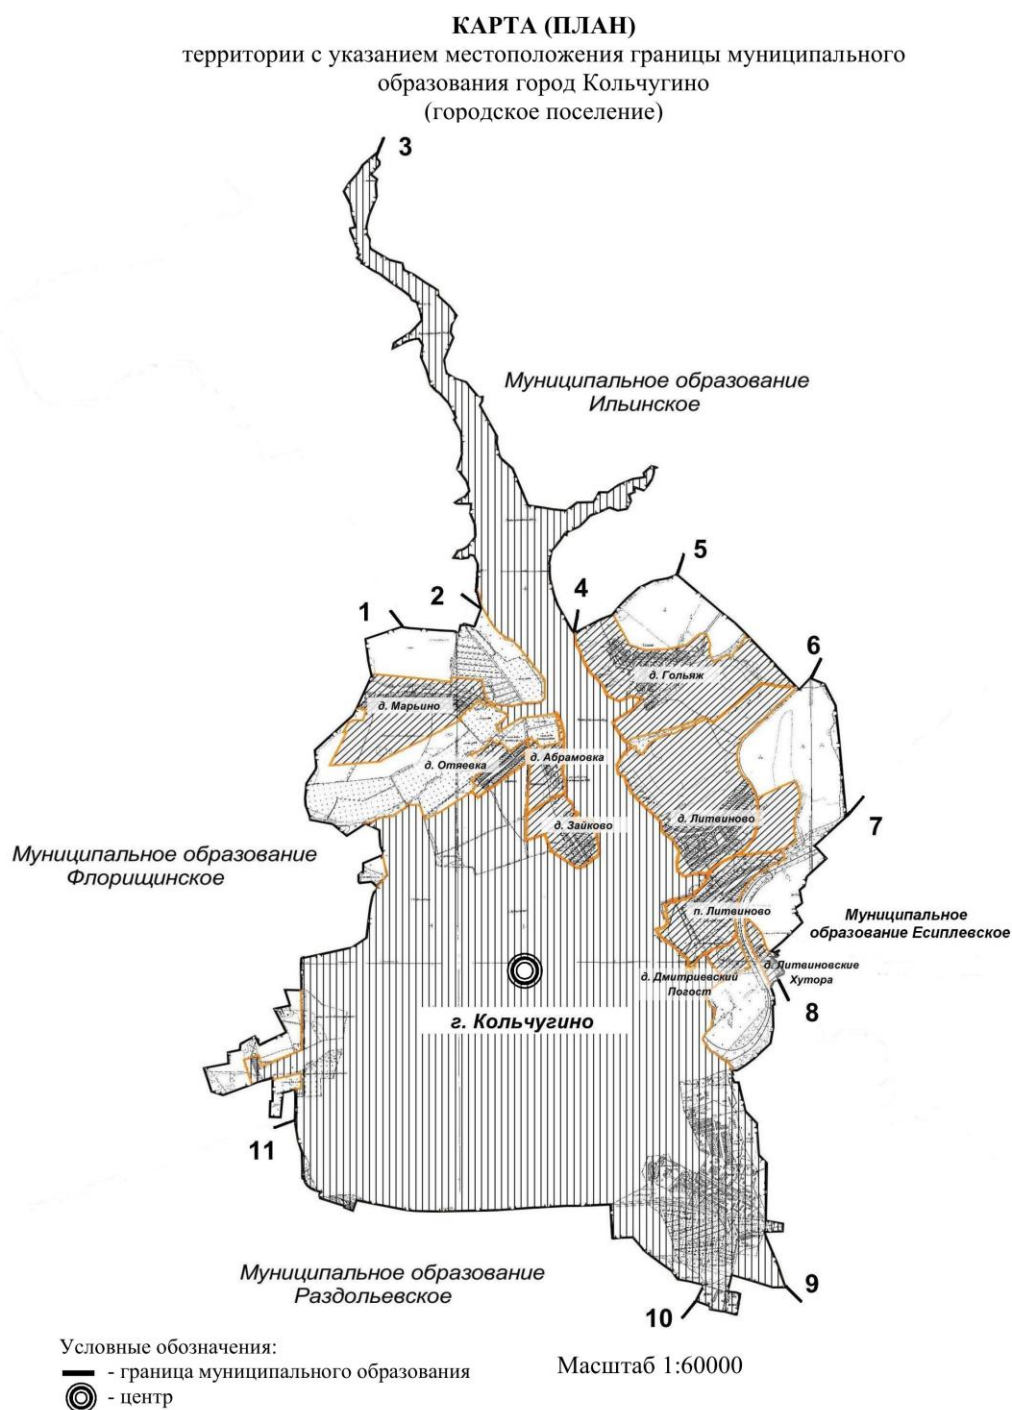 КАРТА (ПЛАН)
территории с указанием местоположения границы муниципального
образования город Кольчугино
(городское поселение)
3
Муниципальное образование
Ильинское
5
4
2
1
6
д. Гольяж
д. Марьино
д. Абрамовка
д. Отяевка
д. Литвиново
д. Зайково
7
Муниципальное образование
Флорищинское
п. Литвиново
Муниципальное
образование Есиплевское
д. Литвиновские
Хутора
д. Дмитриевский
Погост
8
г. Кольчугино
11
Муниципальное образование
Раздольевское
9
10
Условные обозначения:
- граница муниципального образования
- центр
Масштаб 1:60000